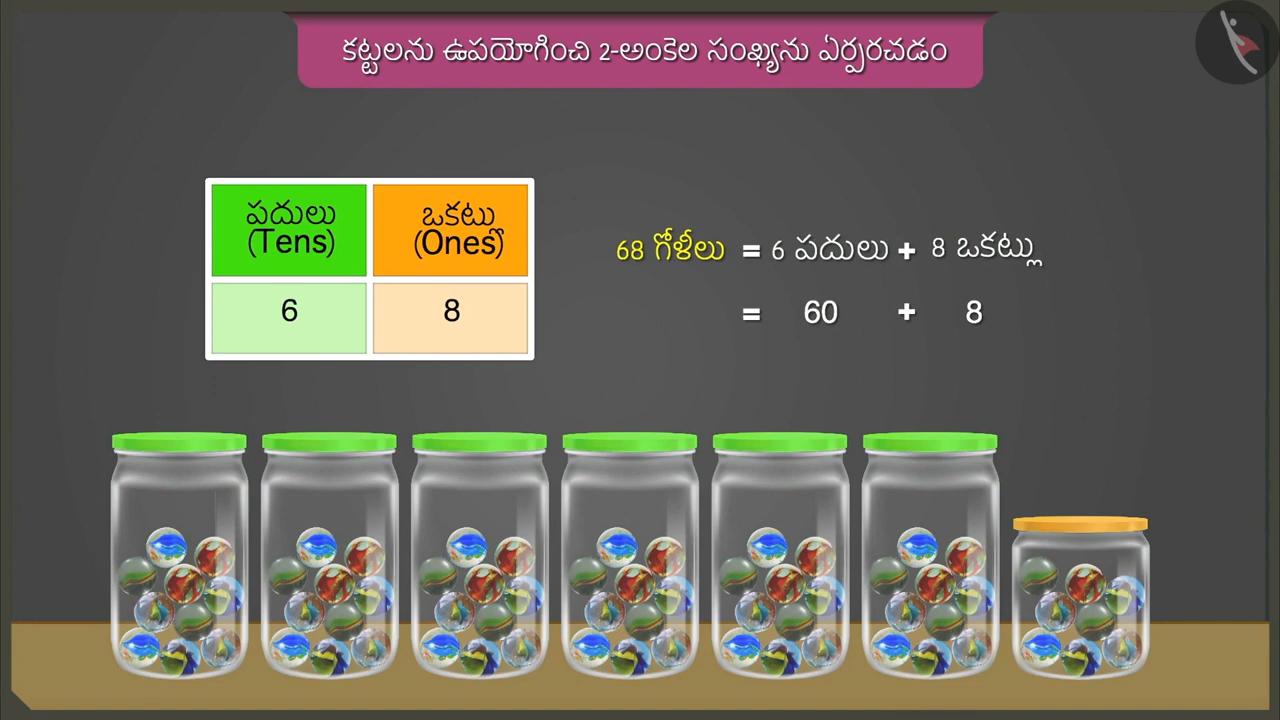 కట్టలను ఉపయోగించి 2-అంకెల సంఖ్యను ఏర్పరచడం
పదులు
(Tens)
ఒకట్లు
(Ones)
6
8
68 గోళీలు = 6 పదులు + 8 ఒకట్లు
= 60 + 8